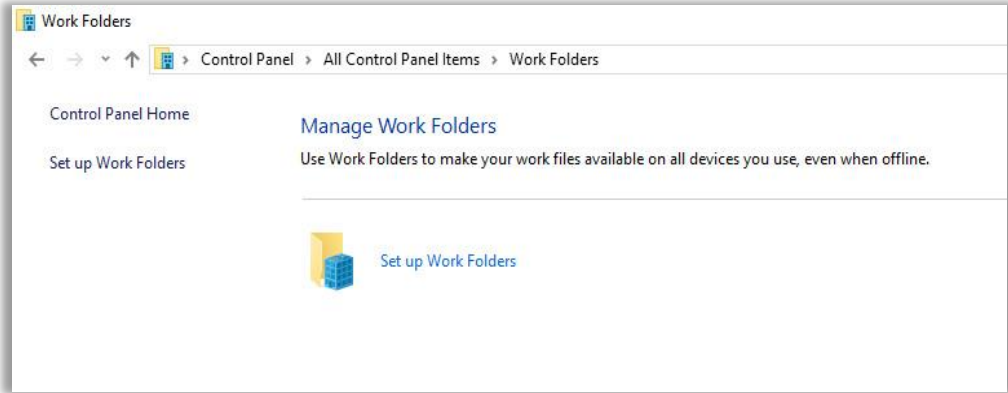 Work Folders
Control Panel > All Control Panel Items > Work Folders
Control Panel Home
Set up Work Folders
Manage Work Folders
Use Work Folders to make your work files available on all devices you use, even when offline.
Set up Work Folders